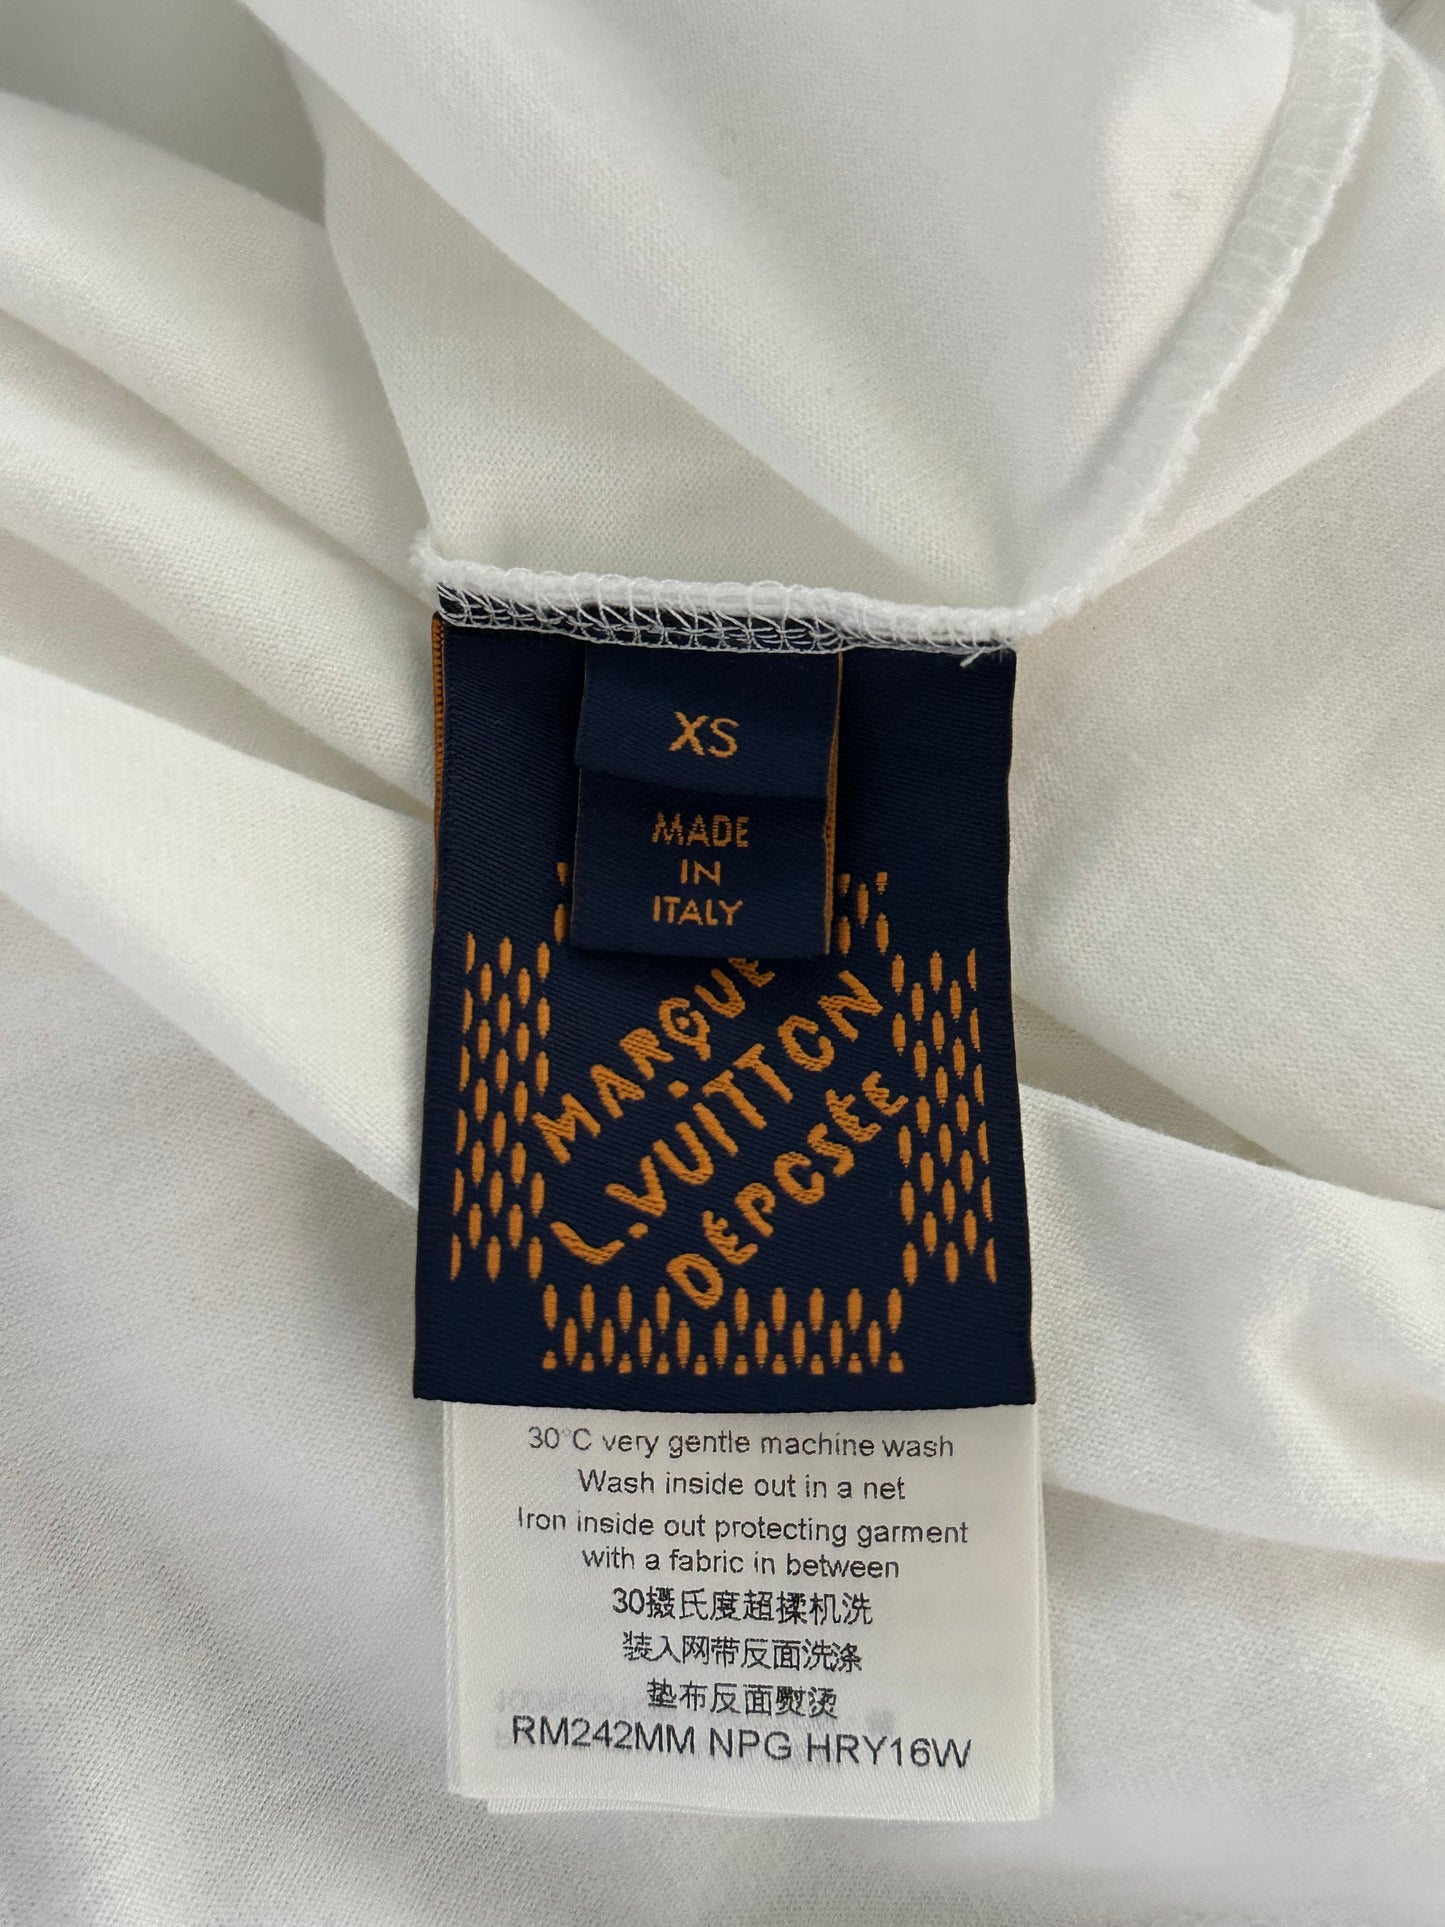 XS
MADE
IN
ITALY
MARQUE
L.VUITTON
DÉPOSÉE
30°C very gentle machine wash
Wash inside out in a net
Iron inside out protecting garment
with a fabric in between
30摄氏度超揉机洗
装入网带反面洗涤
垫布反面熨烫
RM242MM NPG HRY16W